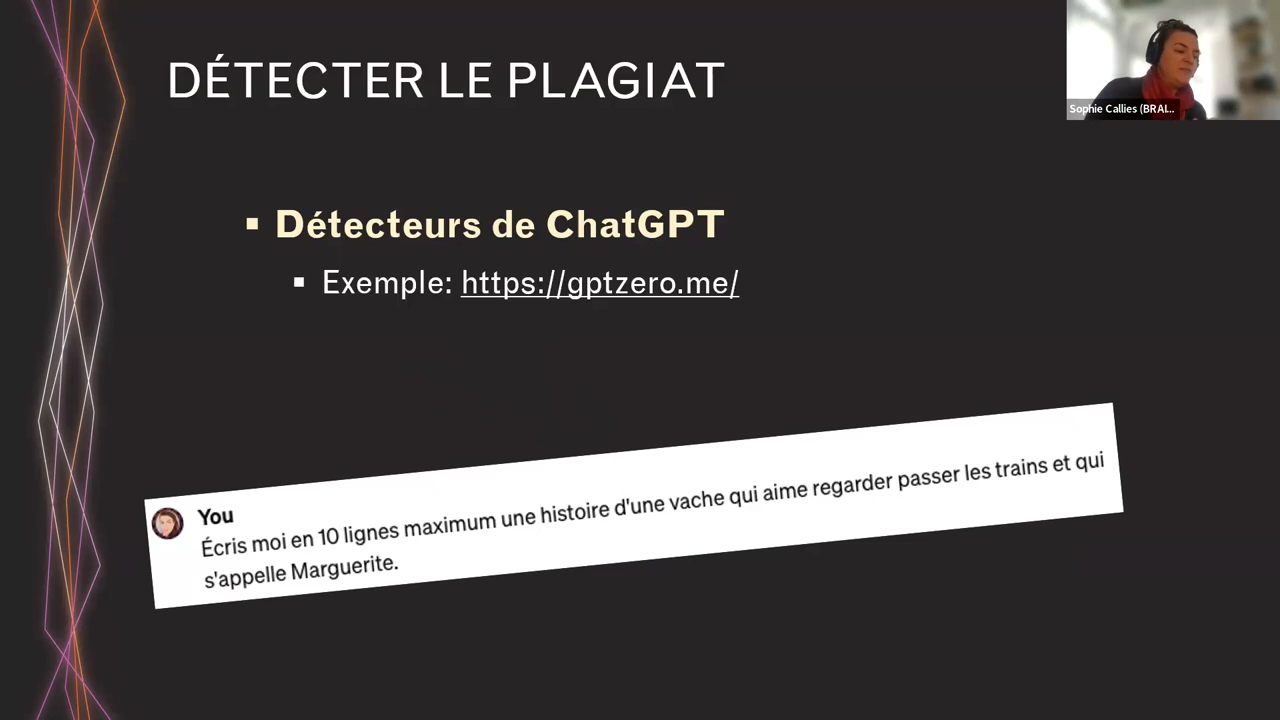 DÉTECTER LE PLAGIAT
Sophie Callies (BRAI...
▪ Détecteurs de ChatGPT
▪ Exemple: https://gptzero.me/
You
Écris moi en 10 lignes maximum une histoire d'une vache qui aime regarder passer les trains et qui
s'appelle Marguerite.